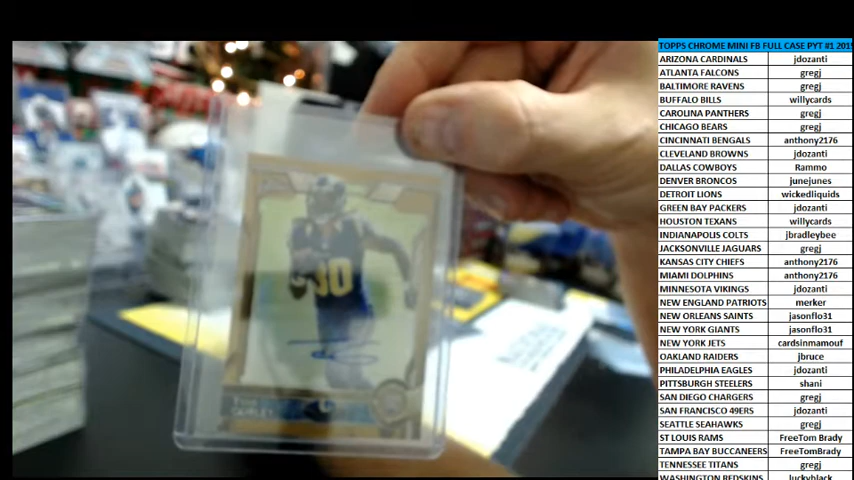 TOPPS CHROME MINI FB FULL CASE PYT #1 201
ARIZONA CARDINALS jdozanti
ATLANTA FALCONS gregj
BALTIMORE RAVENS gregj
BUFFALO BILLS willycards
CAROLINA PANTHERS gregj
CHICAGO BEARS gregj
CINCINNATI BENGALS anthony2176
CLEVELAND BROWNS jdozanti
DALLAS COWBOYS Rammo
DENVER BRONCOS junejunes
DETROIT LIONS wickedliquids
GREEN BAY PACKERS jdozanti
HOUSTON TEXANS willycards
INDIANAPOLIS COLTS jbradleybee
JACKSONVILLE JAGUARS gregj
KANSAS CITY CHIEFS anthony2176
MIAMI DOLPHINS anthony2176
MINNESOTA VIKINGS jdozanti
NEW ENGLAND PATRIOTS merker
NEW ORLEANS SAINTS jasonflo31
NEW YORK GIANTS jasonflo31
NEW YORK JETS cardsinmamouf
OAKLAND RAIDERS jbruce
PHILADELPHIA EAGLES jdozanti
PITTSBURGH STEELERS shani
SAN DIEGO CHARGERS gregj
SAN FRANCISCO 49ERS jdozanti
SEATTLE SEAHAWKS gregj
ST LOUIS RAMS FreeTom Brady
TAMPA BAY BUCCANEERS FreeTomBrady
TENNESSEE TITANS gregj
WASHINGTON REDSKINS luckyblack
30